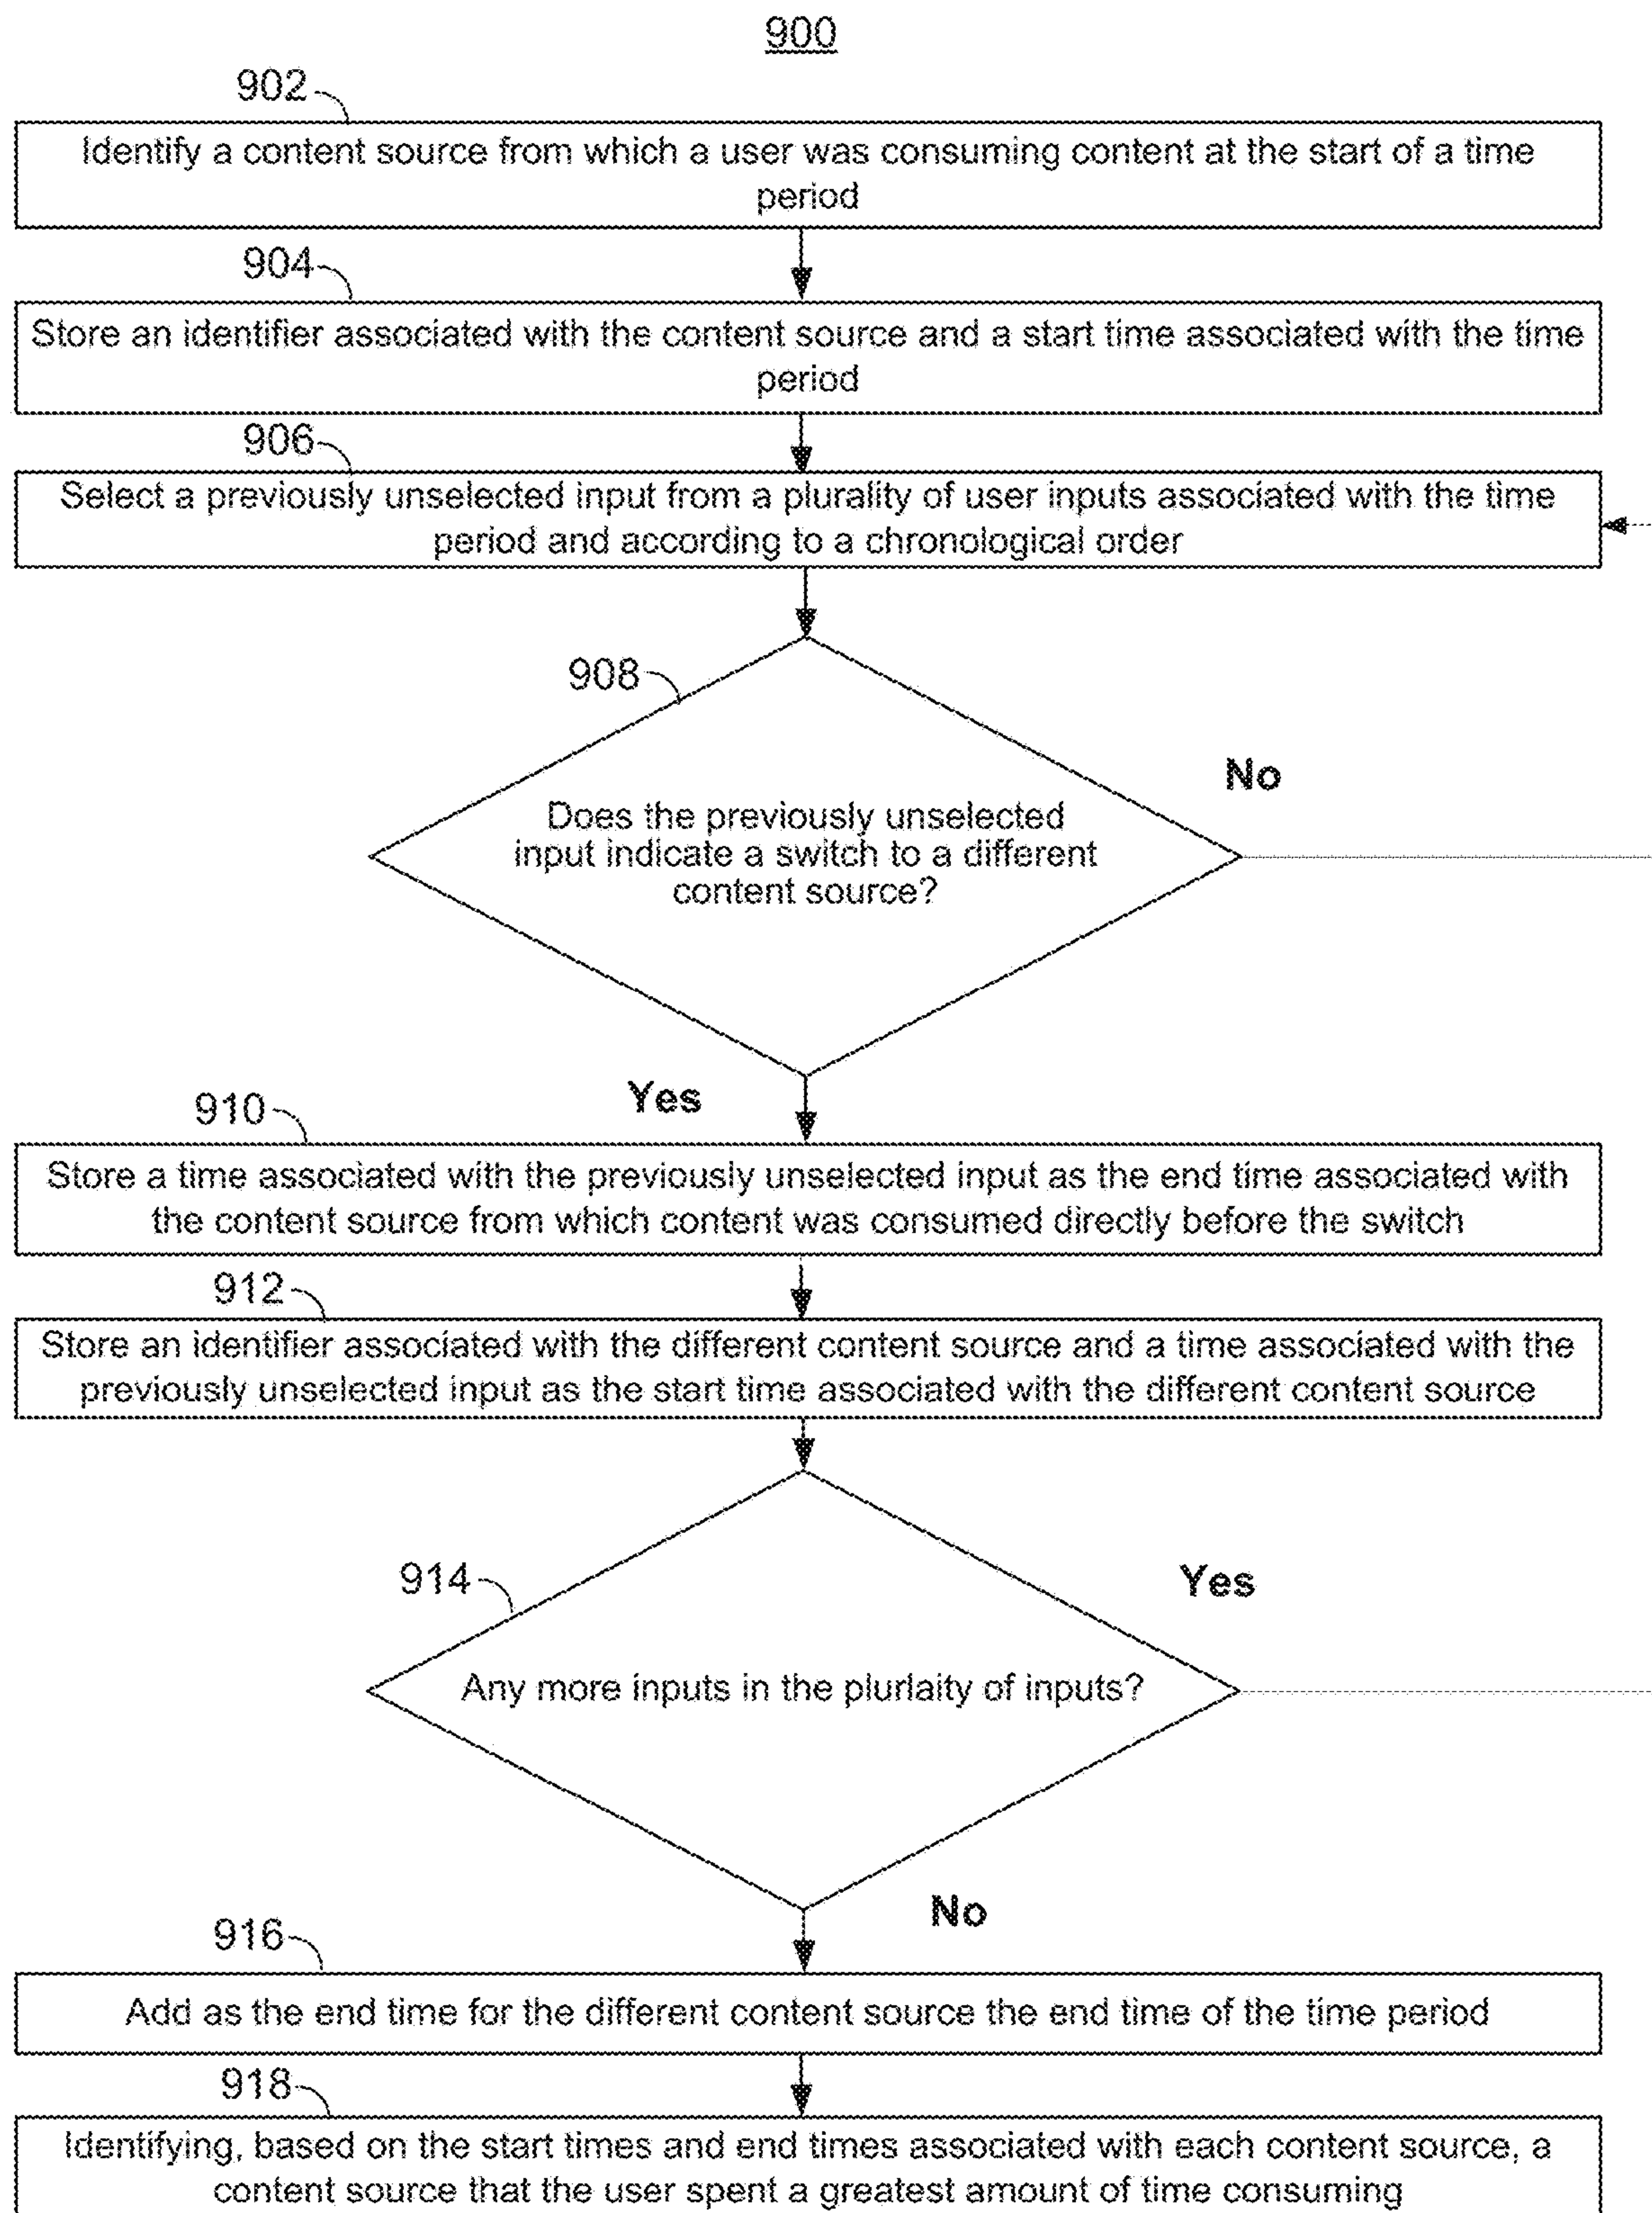 900
902
Identify a content source from which a user was consuming content at the start of a time
period
904
Store an identifier associated with the content source and a start time associated with the time
period
906
Select a previously unselected input from a plurality of user inputs associated with the time
period and according to a chronological order
908
No
Does the previously unselected
input indicate a switch to a different
content source?
Yes
910
Store a time associated with the previously unselected input as the end time associated with
the content source from which content was consumed directly before the switch
912
Store an identifier associated with the different content source and a time associated with the
previously unselected input as the start time associated with the different content source
914
Yes
Any more inputs in the plurlaity of inputs?
No
916
Add as the end time for the different content source the end time of the time period
918
Identifying, based on the start times and end times associated with each content source, a
content source that the user spent a greatest amount of time consuming